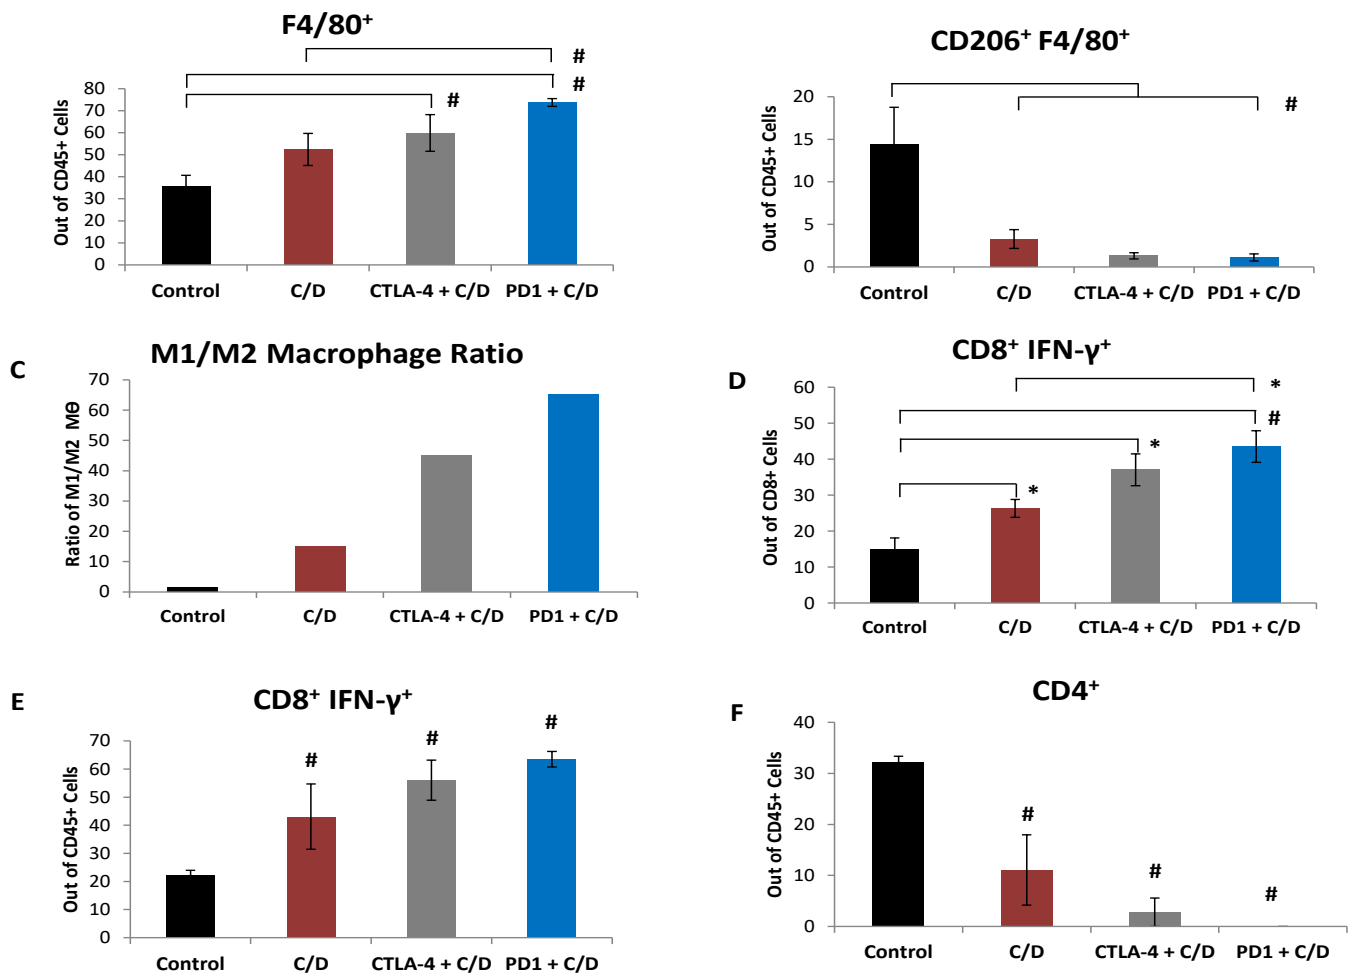 F4/80⁺
#
#
#
Out of CD45+ Cells
80
70
60
50
40
30
20
10
0
Control
C/D
CTLA-4 + C/D
PD1 + C/D
CD206⁺ F4/80⁺
#
Out of CD45+ Cells
20
15
10
5
0
Control
C/D
CTLA-4 + C/D
PD1 + C/D
C
M1/M2 Macrophage Ratio
Ratio of M1/M2 MΘ
70
60
50
40
30
20
10
0
Control
C/D
CTLA-4 + C/D
PD1 + C/D
D
CD8⁺ IFN-γ⁺
*
#
*
*
Out of CD8+ Cells
60
50
40
30
20
10
0
Control
C/D
CTLA-4 + C/D
PD1 + C/D
E
CD8⁺ IFN-γ⁺
#
#
#
Out of CD45+ Cells
70
60
50
40
30
20
10
0
Control
C/D
CTLA-4 + C/D
PD1 + C/D
F
CD4⁺
#
#
#
Out of CD45+ Cells
40
30
20
10
0
Control
C/D
CTLA-4 + C/D
PD1 + C/D